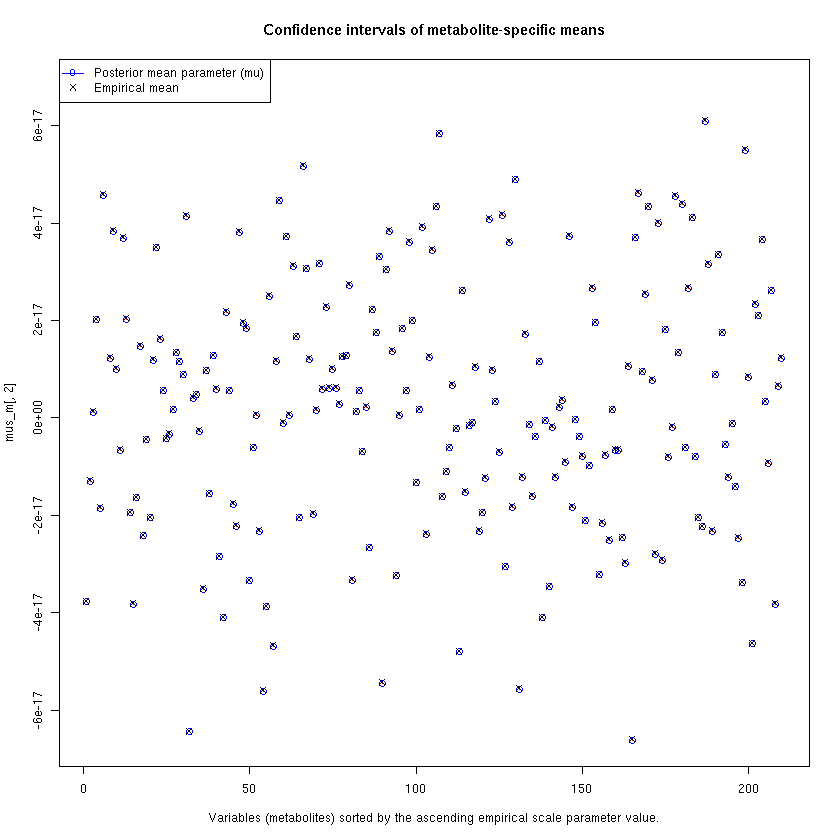 Confidence intervals of metabolite-specific means
Posterior mean parameter (mu)
Empirical mean
6e-17
4e-17
2e-17
0e+00
-2e-17
-4e-17
-6e-17
mus_m[, 2]
0 50 100 150 200
Variables (metabolites) sorted by the ascending empirical scale parameter value.